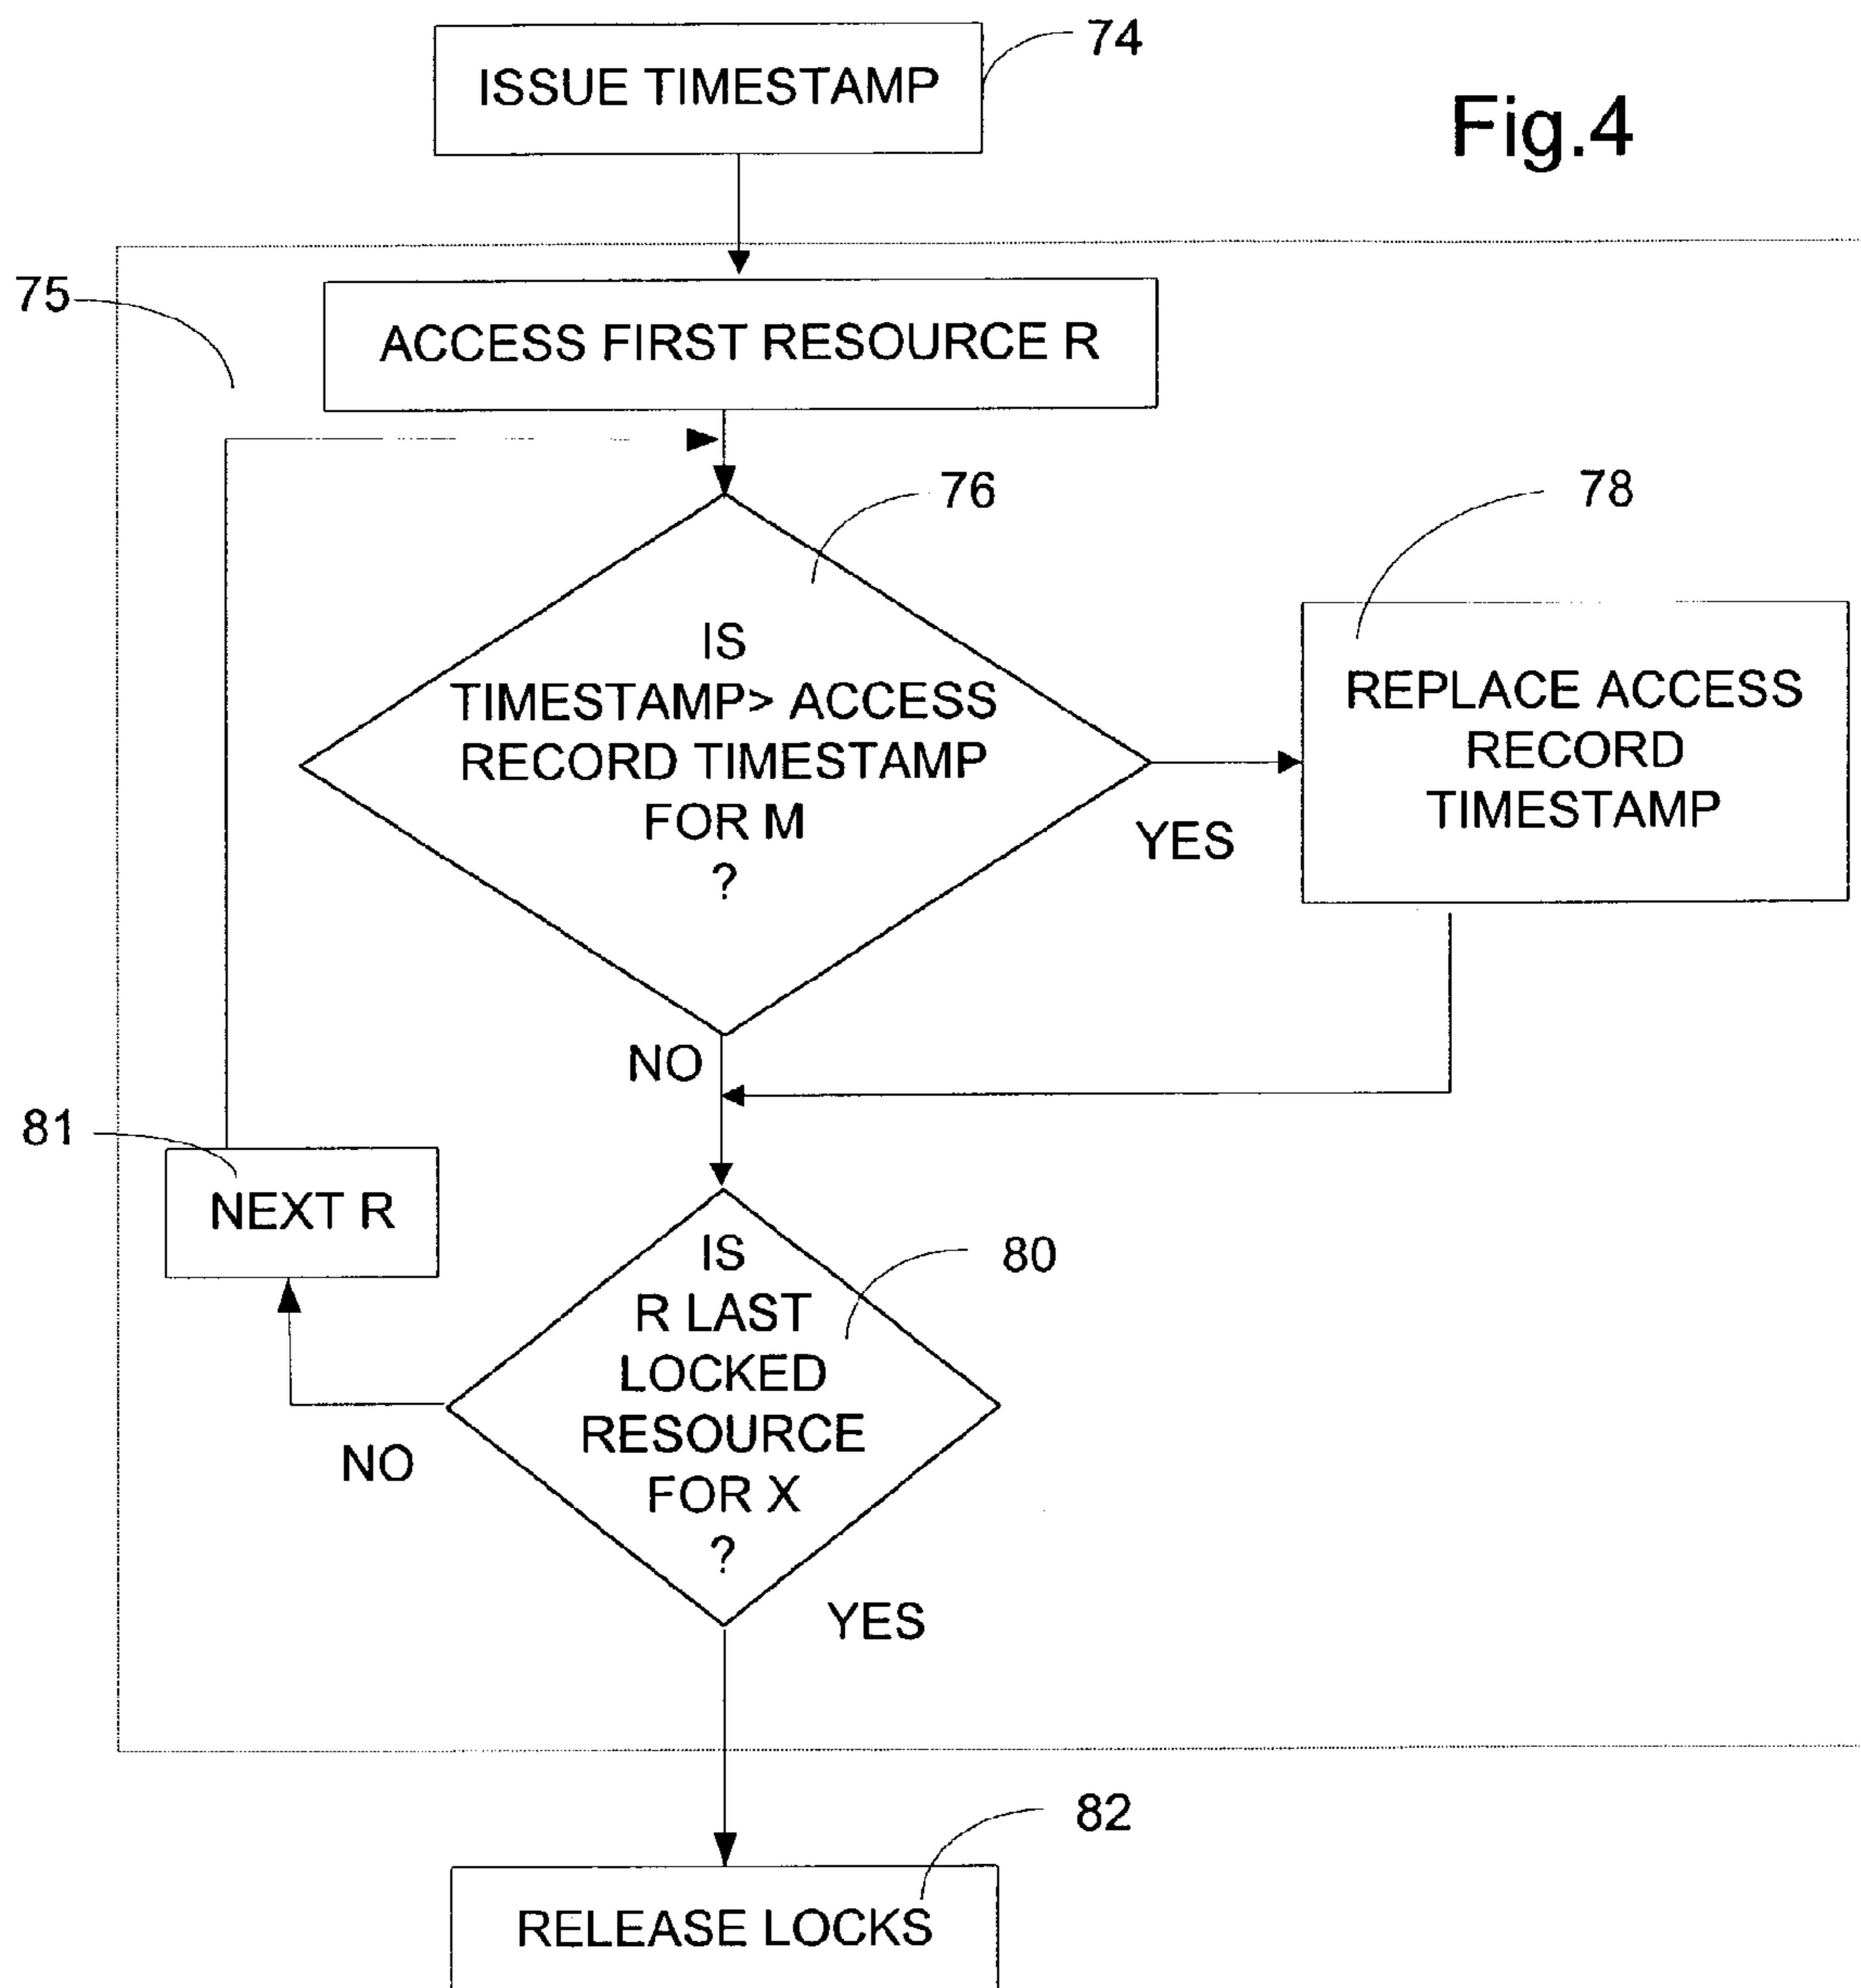 74
ISSUE TIMESTAMP
Fig.4
75
ACCESS FIRST RESOURCE R
76
78
IS
TIMESTAMP> ACCESS
RECORD TIMESTAMP
FOR M
?
YES
REPLACE ACCESS
RECORD
TIMESTAMP
NO
81
NEXT R
80
IS
R LAST
LOCKED
RESOURCE
FOR X
?
NO
YES
82
RELEASE LOCKS